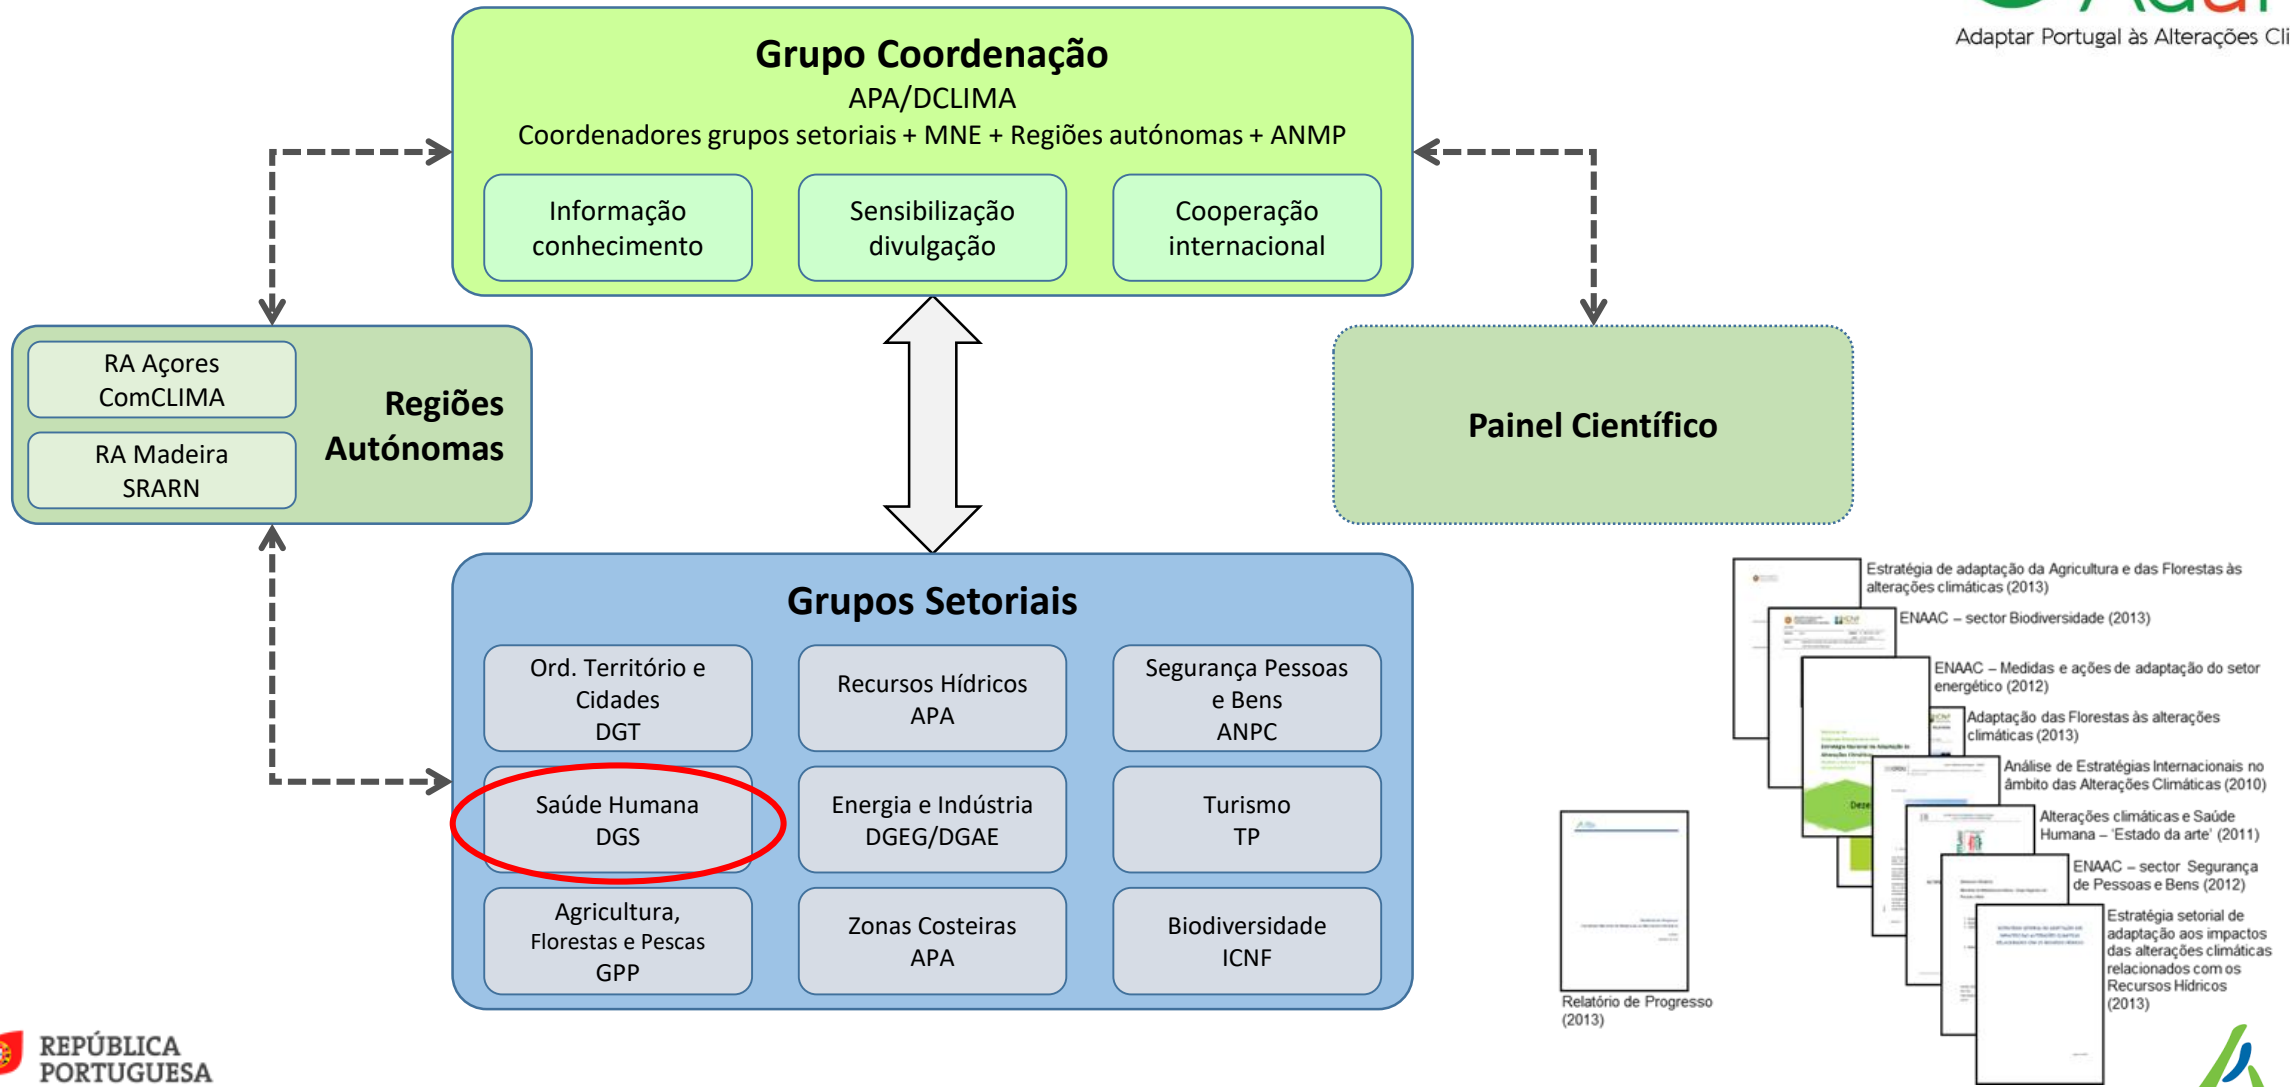 Adaptar Portugal às Alterações Cli
Grupo Coordenação
APA/DCLIMA
Coordenadores grupos setoriais + MNE + Regiões autónomas + ANMP
Informação
conhecimento
Sensibilização
divulgação
Cooperação
internacional
RA Açores
ComCLIMA
RA Madeira
SRARN
Regiões
Autónomas
Painel Científico
Grupos Setoriais
Ord. Território e
Cidades
DGT
Recursos Hídricos
APA
Segurança Pessoas
e Bens
ANPC
Saúde Humana
DGS
Energia e Indústria
DGEG/DGAE
Turismo
TP
Agricultura,
Florestas e Pescas
GPP
Zonas Costeiras
APA
Biodiversidade
ICNF
Estratégia de adaptação da Agricultura e das Florestas às
alterações climáticas (2013)
ENAAC – sector Biodiversidade (2013)
ENAAC – Medidas e ações de adaptação do setor
energético (2012)
Adaptação das Florestas às alterações
climáticas (2013)
Análise de Estratégias Internacionais no
âmbito das Alterações Climáticas (2010)
Alterações climáticas e Saúde
Humana – 'Estado da arte' (2011)
ENAAC – sector Segurança
de Pessoas e Bens (2012)
Estratégia setorial de
adaptação aos impactos
das alterações climáticas
relacionados com os
Recursos Hídricos
(2013)
Relatório de Progresso
(2013)
REPÚBLICA
PORTUGUESA